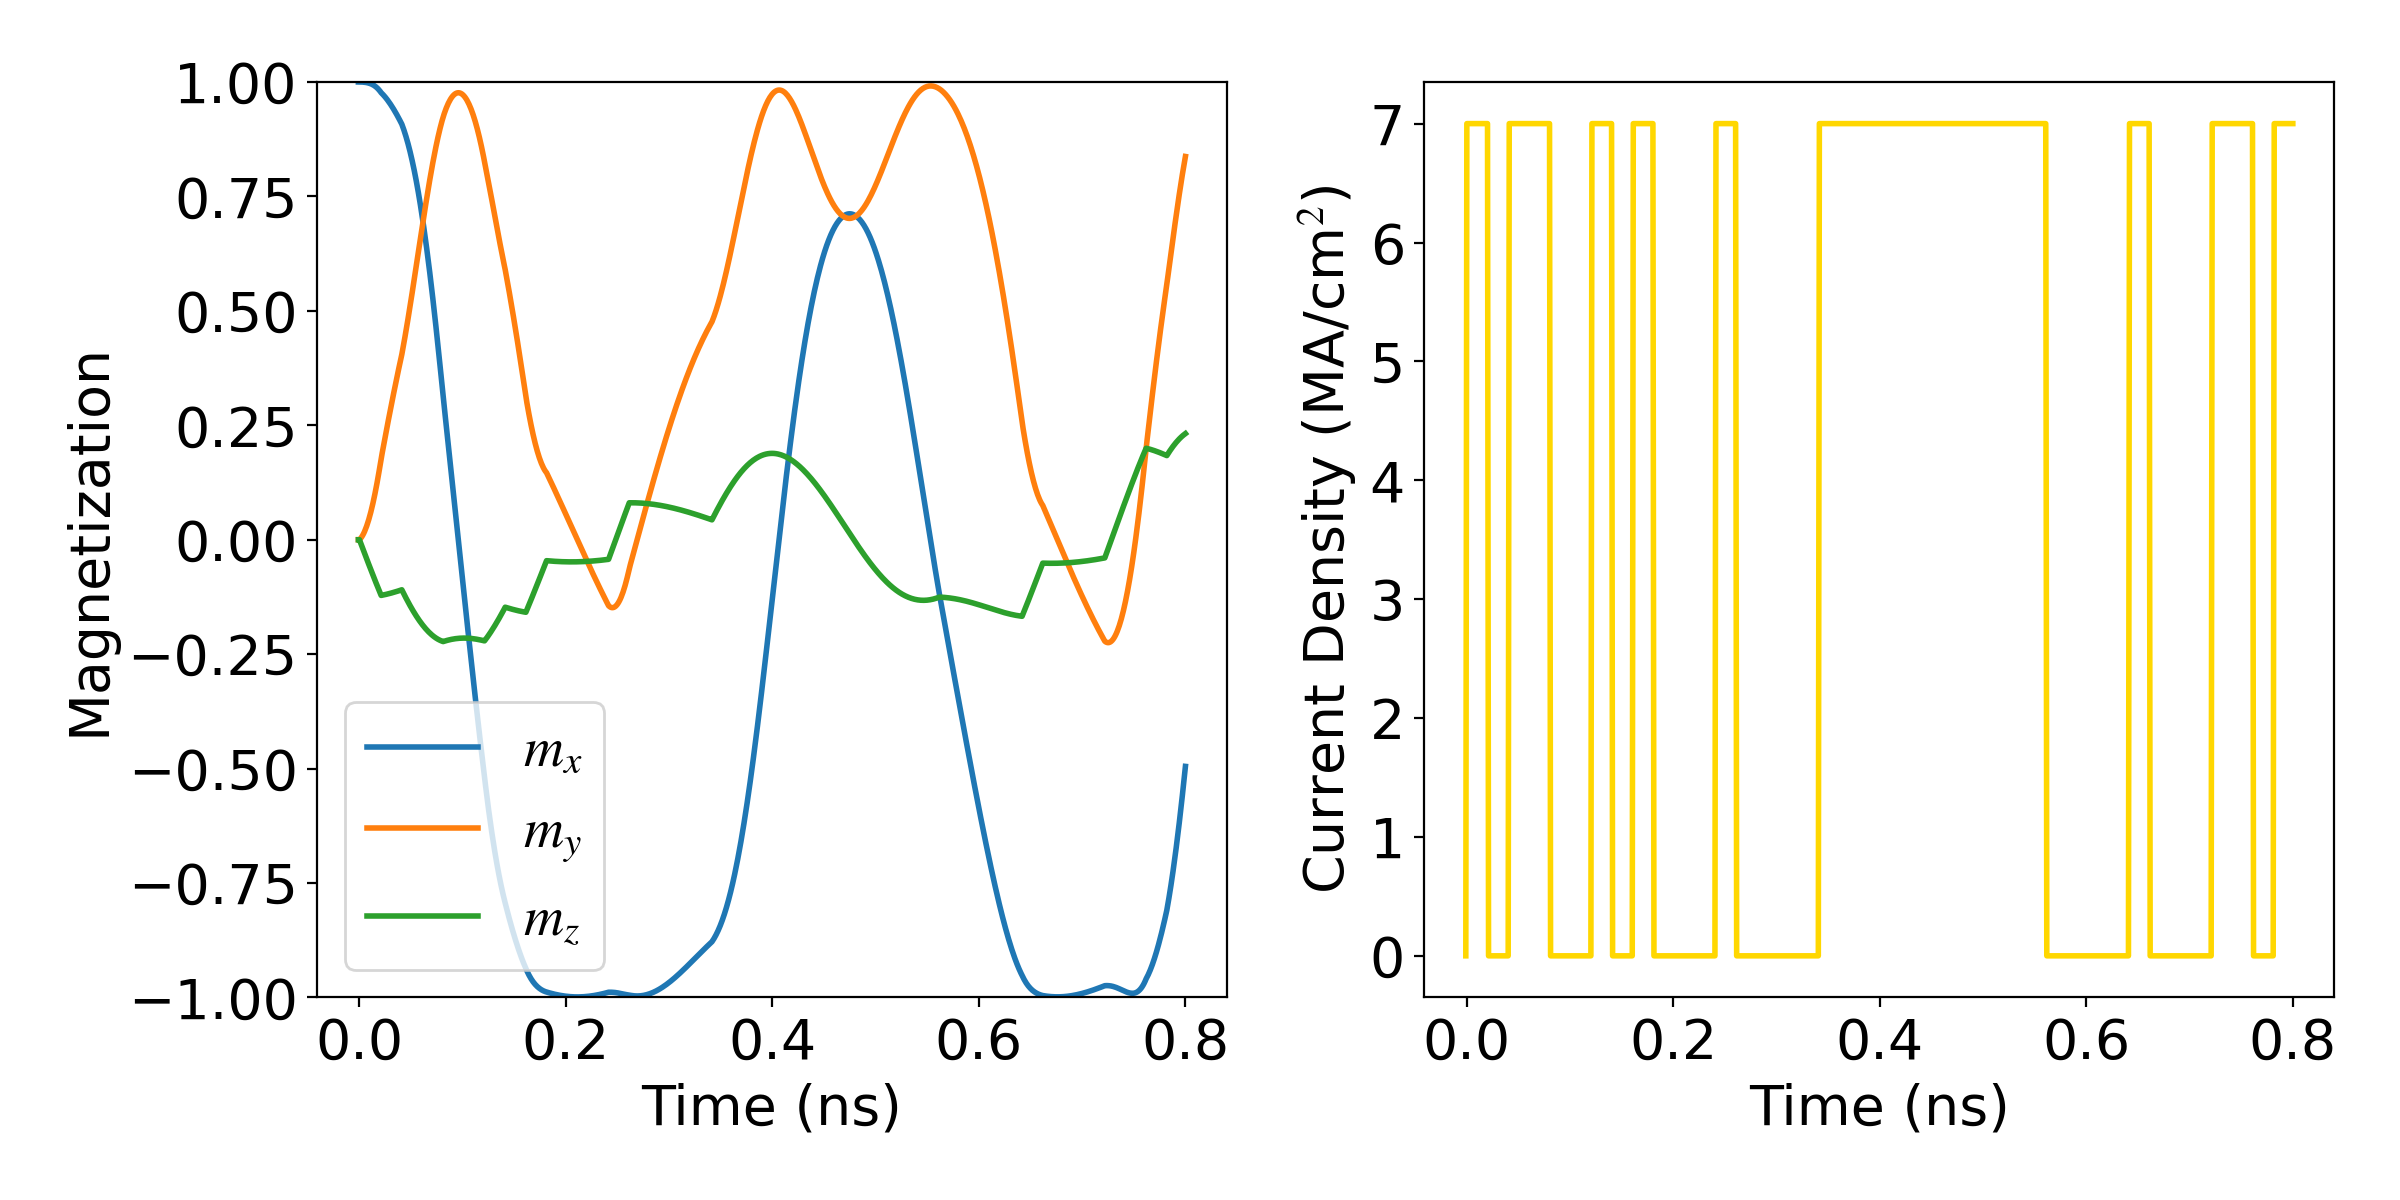 1.00
0.75
0.50
0.25
0.00
−0.25
−0.50
−0.75
−1.00
Magnetization
m_x
m_y
m_z
0.0 0.2 0.4 0.6 0.8
Time (ns)
7
6
5
4
3
2
1
0
Current Density (MA/cm²)
0.0 0.2 0.4 0.6 0.8
Time (ns)